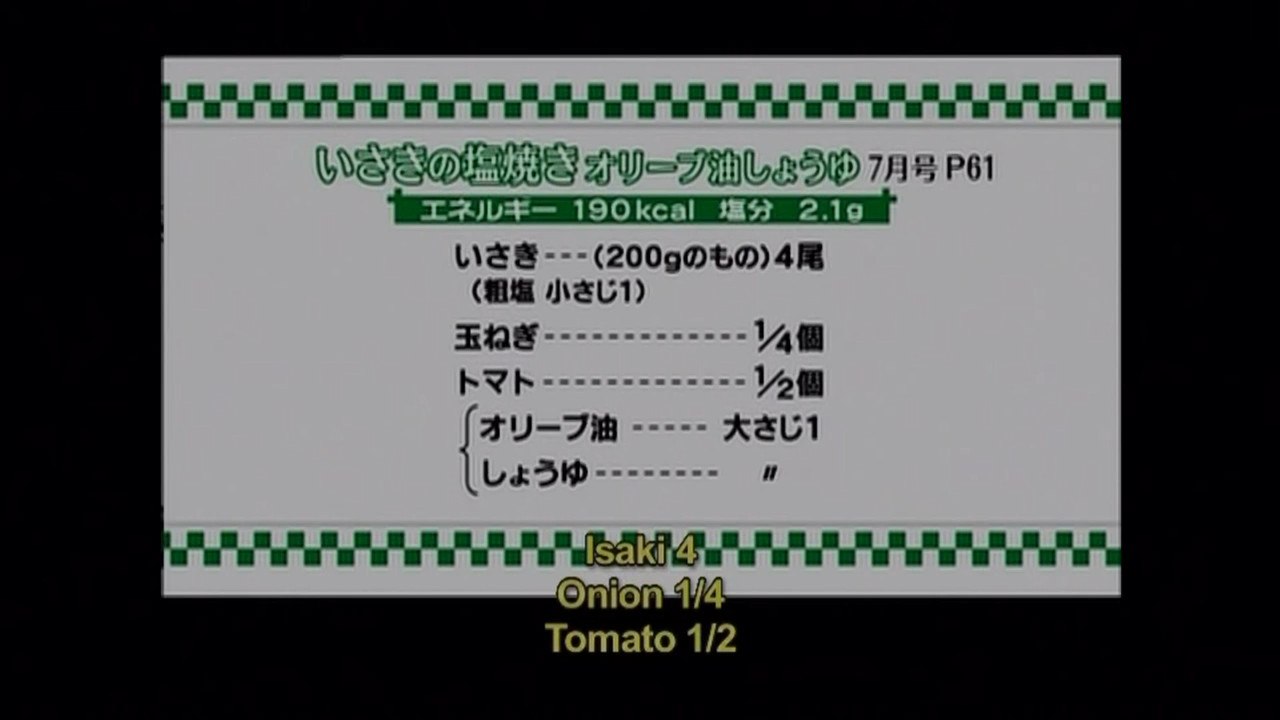 いさきの塩焼き オリーブ油しょうゆ 7月号 P61
エネルギー 190kcal 塩分 2.1g
いさき---(200gのもの)4尾
(粗塩 小さじ1)
玉ねぎ-------------1/4個
トマト-------------1/2個
オリーブ油 ----- 大さじ1
しょうゆ-------- 〃
Isaki 4
Onion 1/4
Tomato 1/2